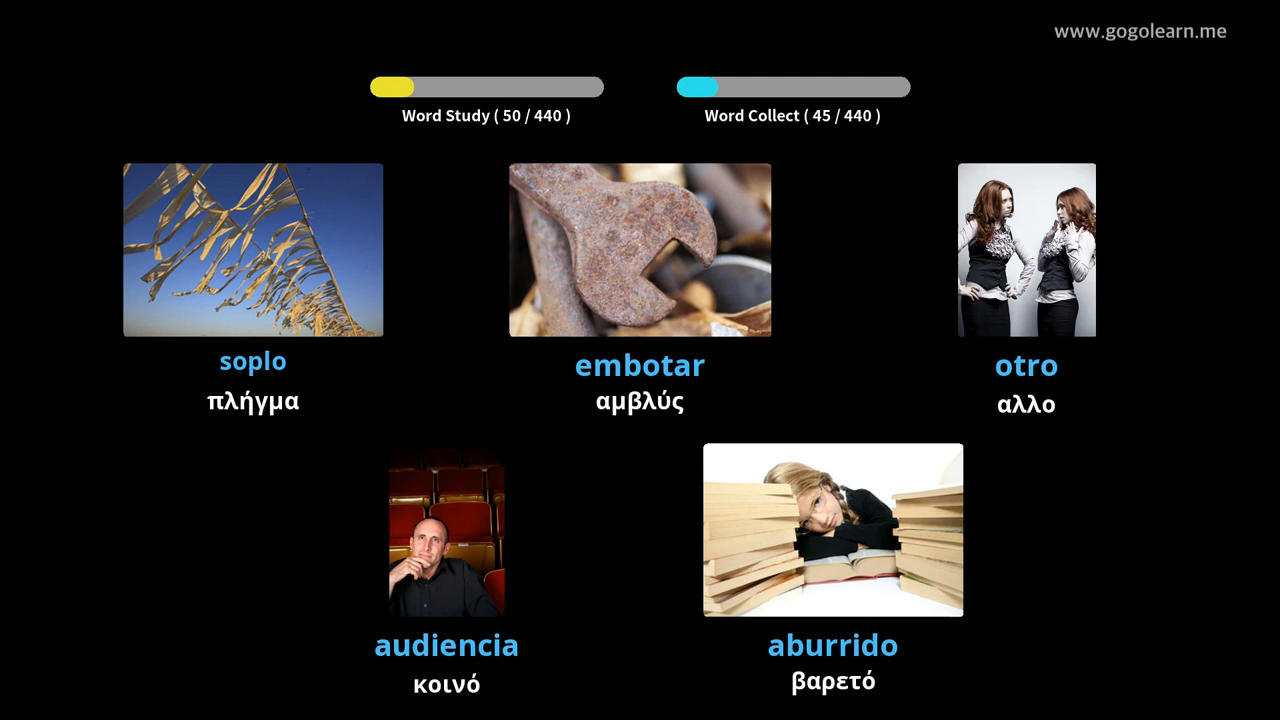 www.gogolearn.me
Word Study ( 50 / 440 )
Word Collect ( 45 / 440 )
soplo
πλήγμα
embotar
αμβλύς
otro
αλλο
audiencia
κοινό
aburrido
βαρετό